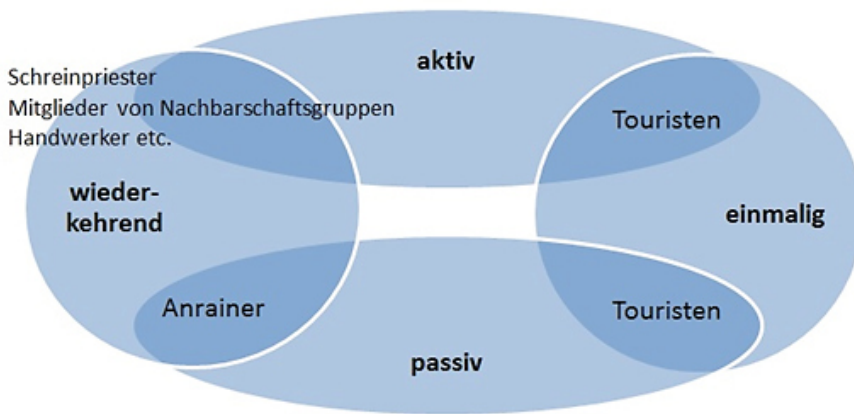 aktiv
Schreinpriester
Mitglieder von Nachbarschaftsgruppen
Handwerker etc.
Touristen
wieder-
kehrend
einmalig
Anrainer
Touristen
passiv